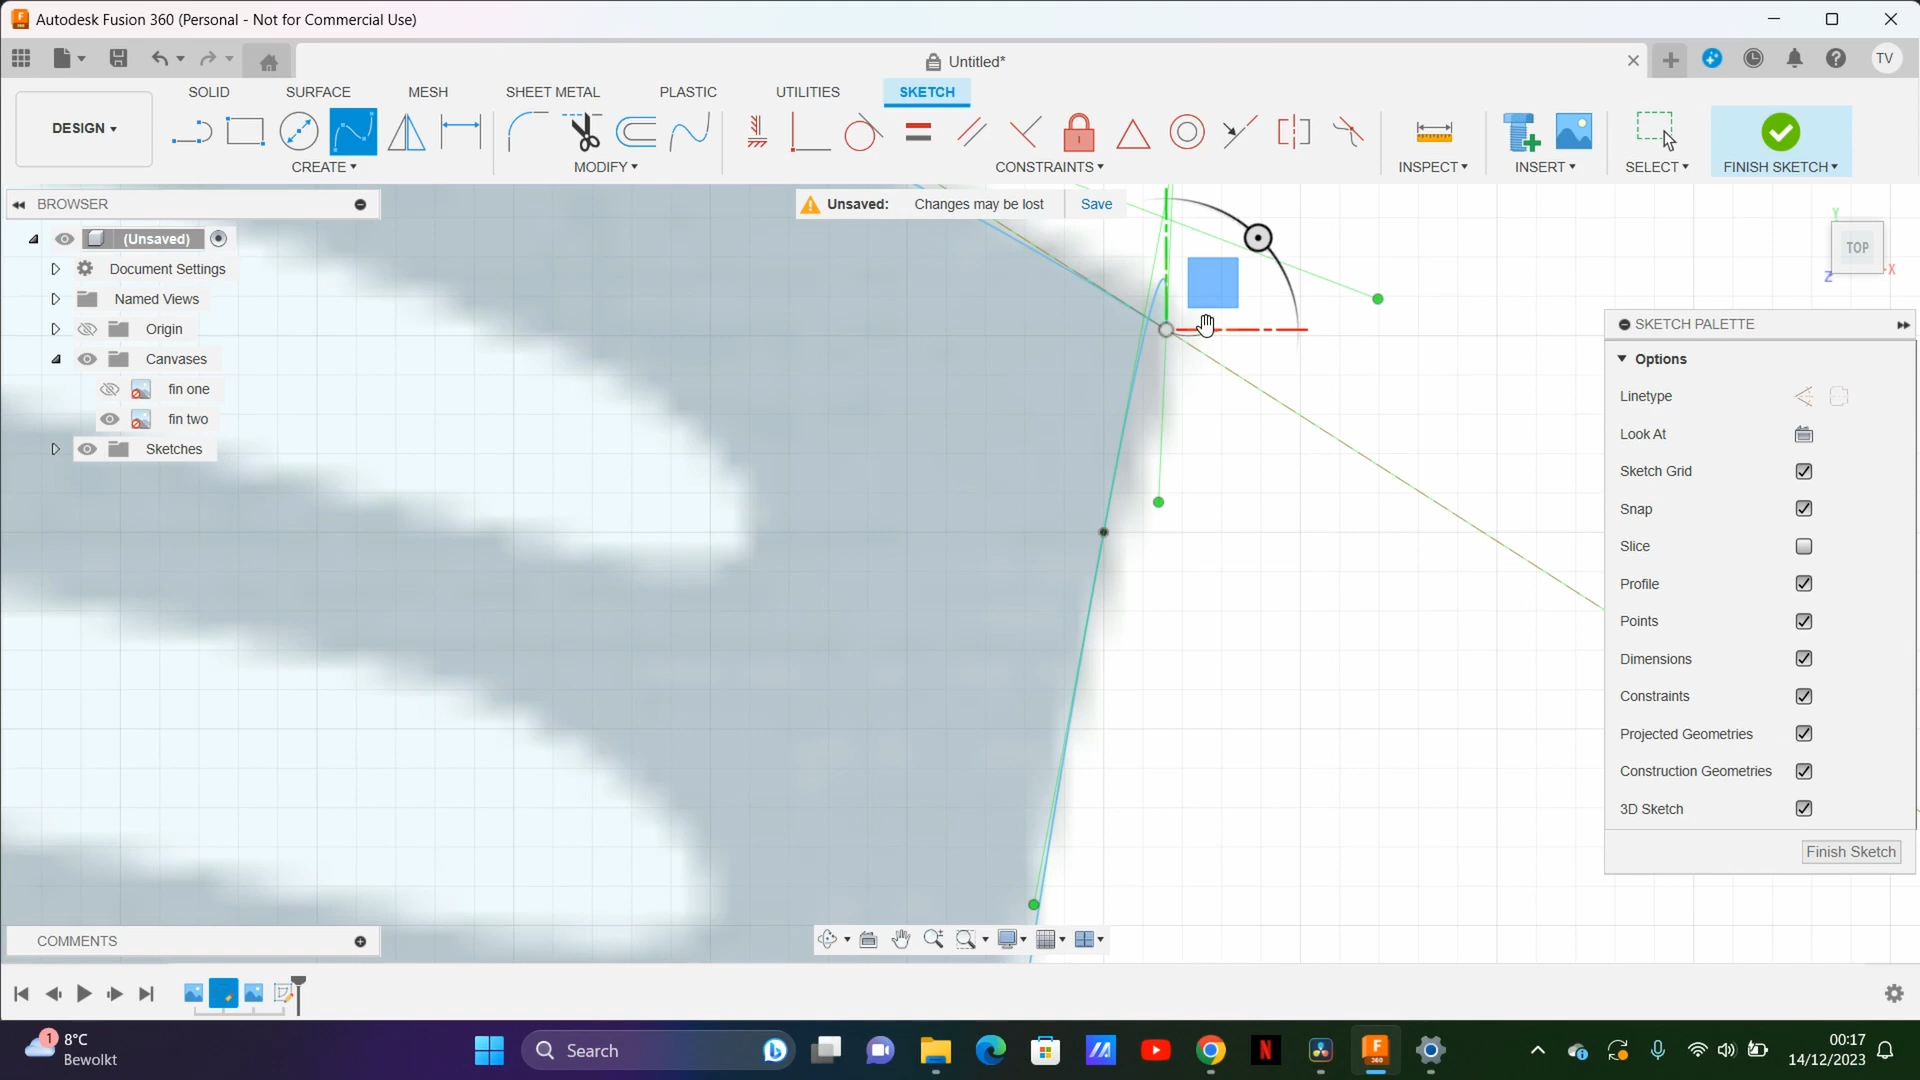 Autodesk Fusion 360 (Personal - Not for Commercial Use)
Untitled*
TV
DESIGN
SOLID SURFACE MESH SHEET METAL PLASTIC UTILITIES SKETCH
CREATE MODIFY CONSTRAINTS INSPECT INSERT SELECT FINISH SKETCH
BROWSER
Unsaved: Changes may be lost Save
(Unsaved)
Document Settings
Named Views
Origin
Canvases
fin one
fin two
Sketches
Y
TOP
X
Z
SKETCH PALETTE
Options
Linetype
Look At
Sketch Grid
Snap
Slice
Profile
Points
Dimensions
Constraints
Projected Geometries
Construction Geometries
3D Sketch
Finish Sketch
COMMENTS
1
8°C
Bewolkt
Search
F
360
00:17
14/12/2023